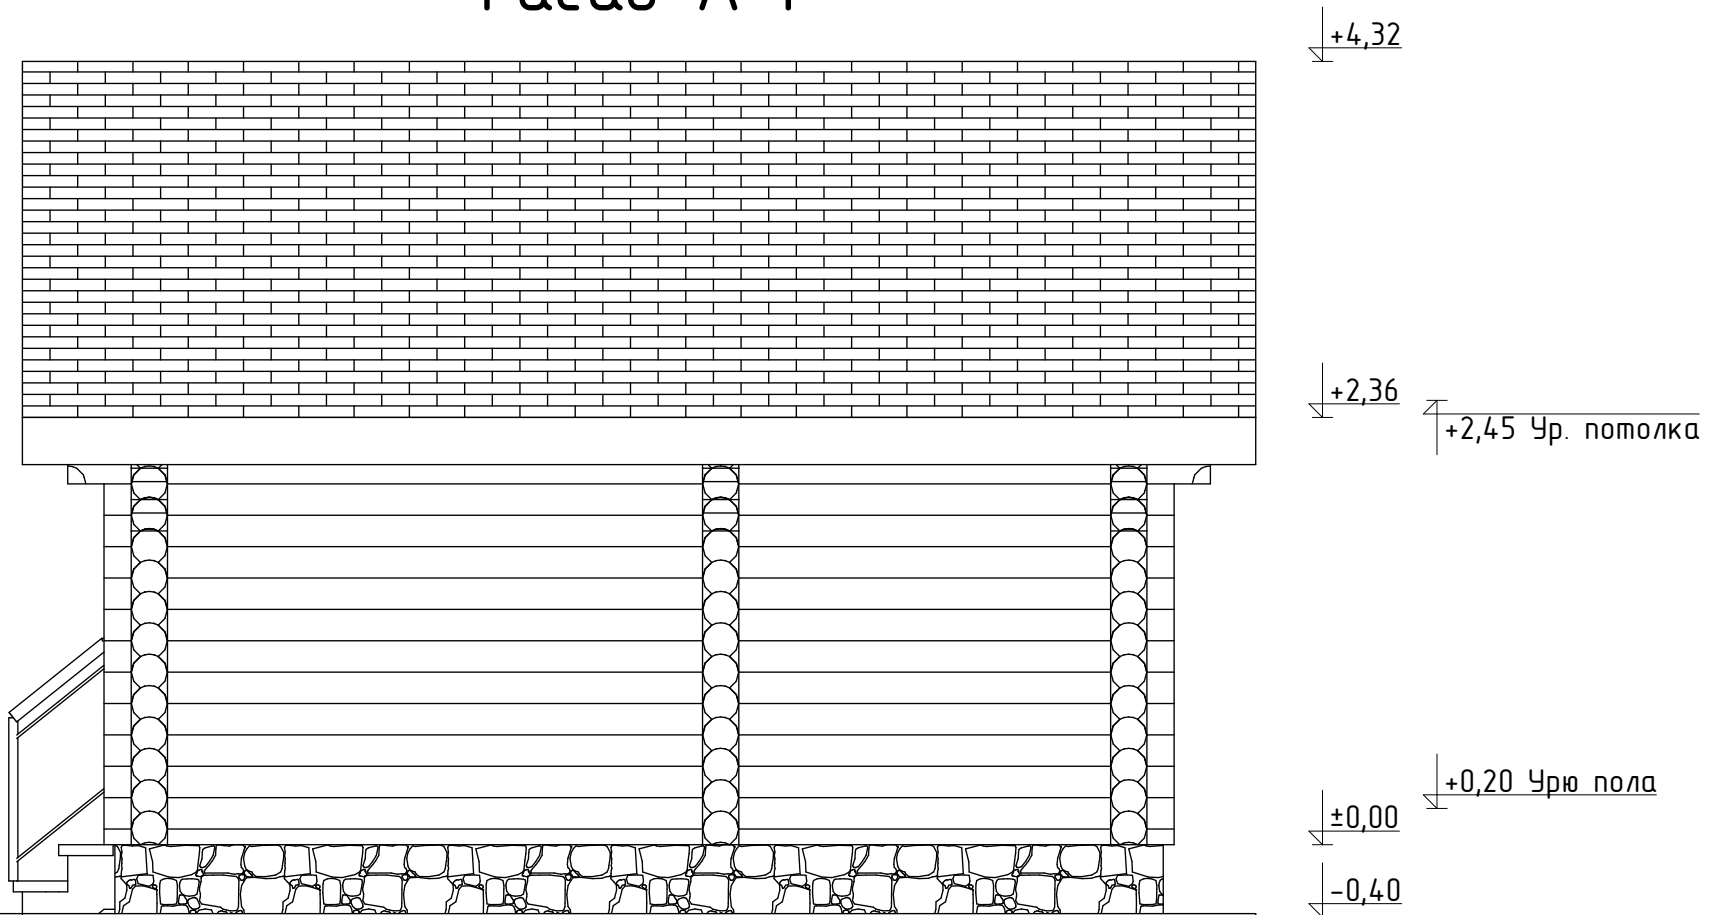 +4,32
+2,36
+2,45 Ур. потолка
+0,20 Урю пола
±0,00
-0,40